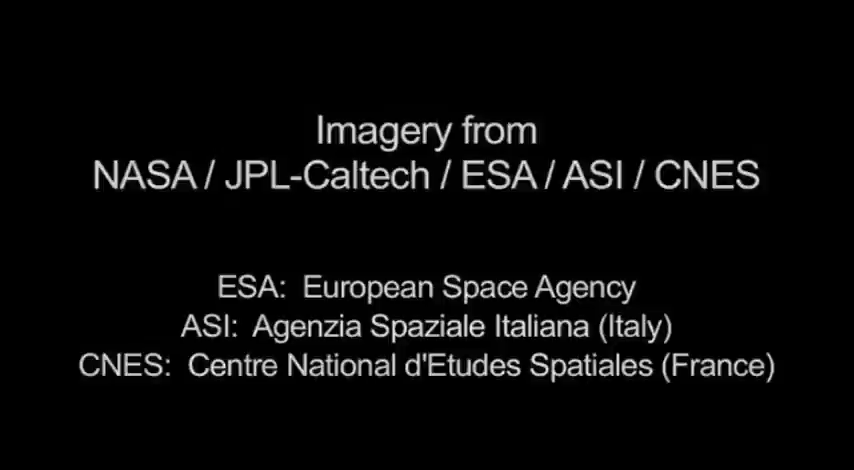 Imagery from
NASA / JPL-Caltech / ESA / ASI / CNES
ESA: European Space Agency
ASI: Agenzia Spaziale Italiana (Italy)
CNES: Centre National d'Etudes Spatiales (France)